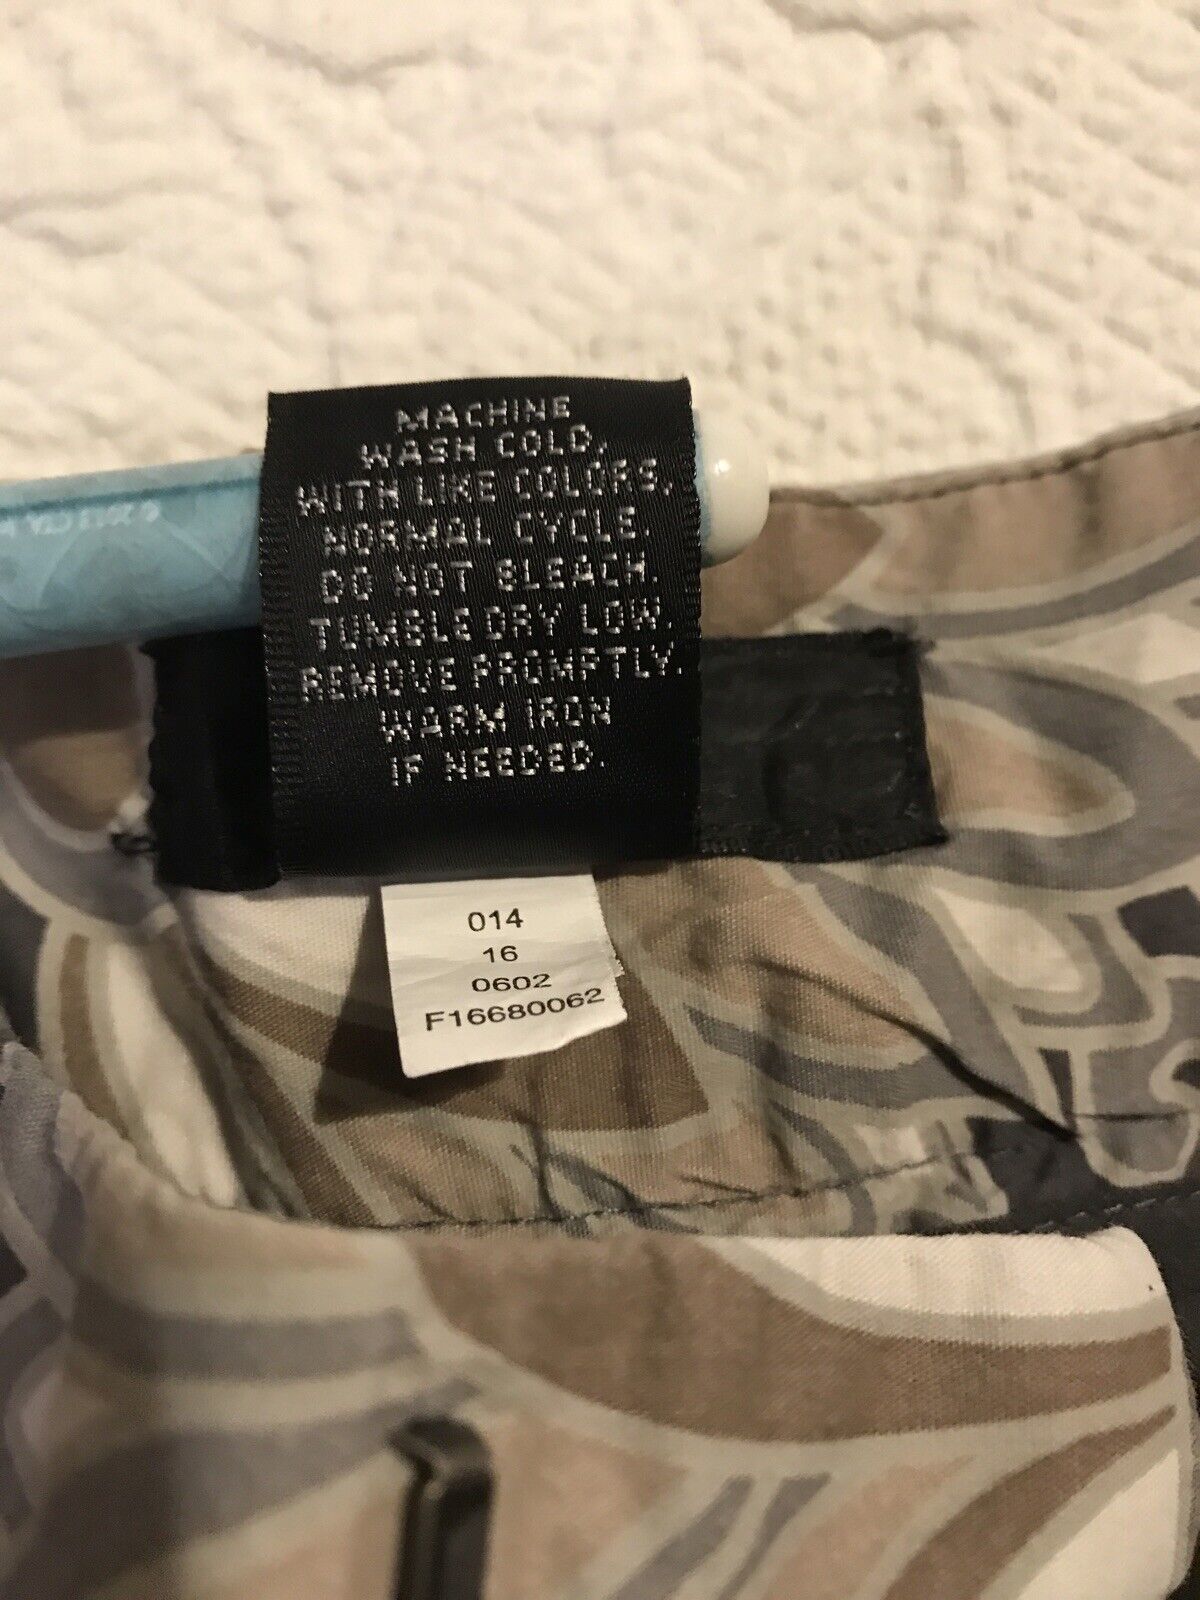 MACHINE
WASH COLD,
WITH LIKE COLORS,
NORMAL CYCLE.
DO NOT BLEACH.
TUMBLE DRY LOW.
REMOVE PROMPTLY.
WARM IRON
IF NEEDED.
014
16
0602
F16680062